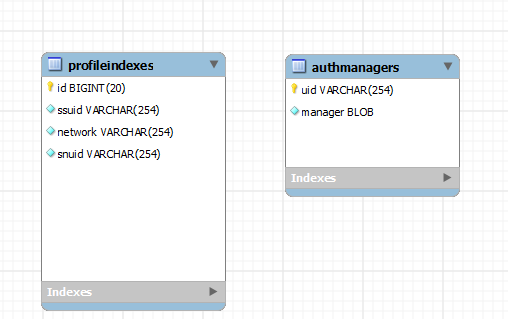 profileindexes
id BIGINT(20)
ssuid VARCHAR(254)
network VARCHAR(254)
snuid VARCHAR(254)
Indexes
authmanagers
uid VARCHAR(254)
manager BLOB
Indexes